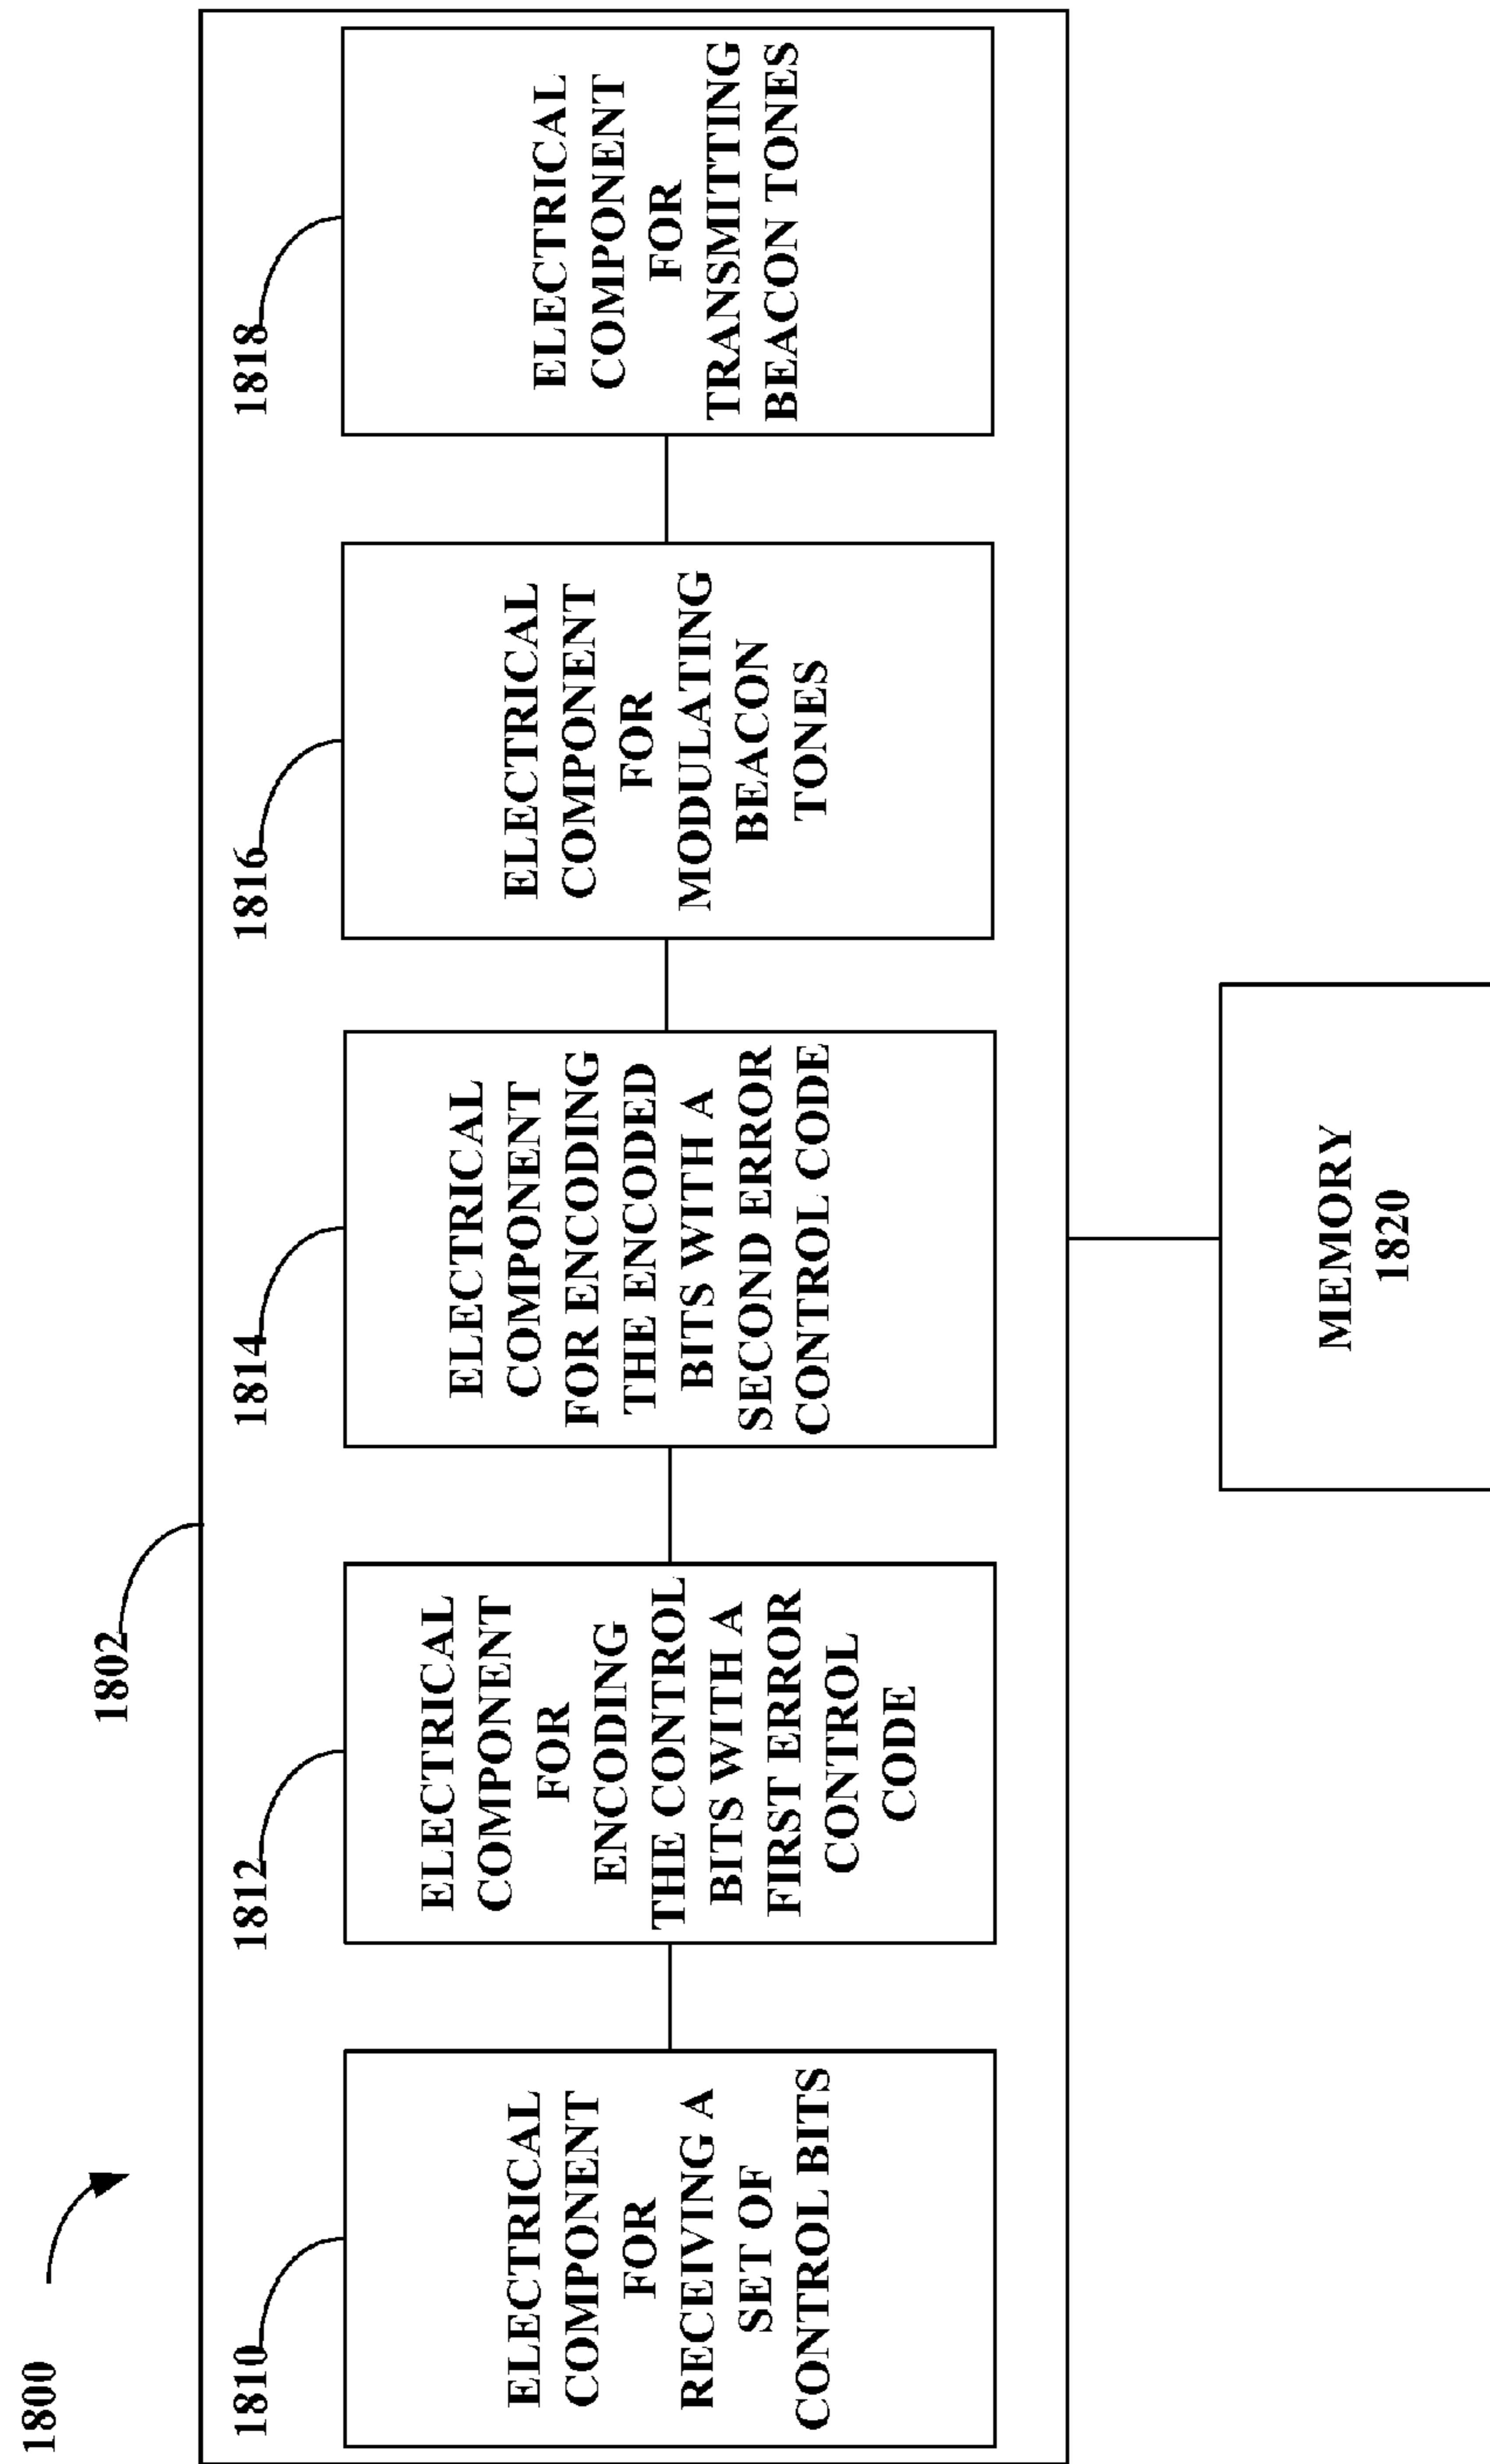 1800
1802
1810
ELECTRICAL
COMPONENT
FOR
RECEIVING A
SET OF
CONTROL BITS
1812
ELECTRICAL
COMPONENT
FOR
ENCODING
THE CONTROL
BITS WITH A
FIRST ERROR
CONTROL
CODE
1814
ELECTRICAL
COMPONENT
FOR ENCODING
THE ENCODED
BITS WITH A
SECOND ERROR
CONTROL CODE
1816
ELECTRICAL
COMPONENT
FOR
MODULATING
BEACON
TONES
1818
ELECTRICAL
COMPONENT
FOR
TRANSMITTING
BEACON TONES
MEMORY
1820